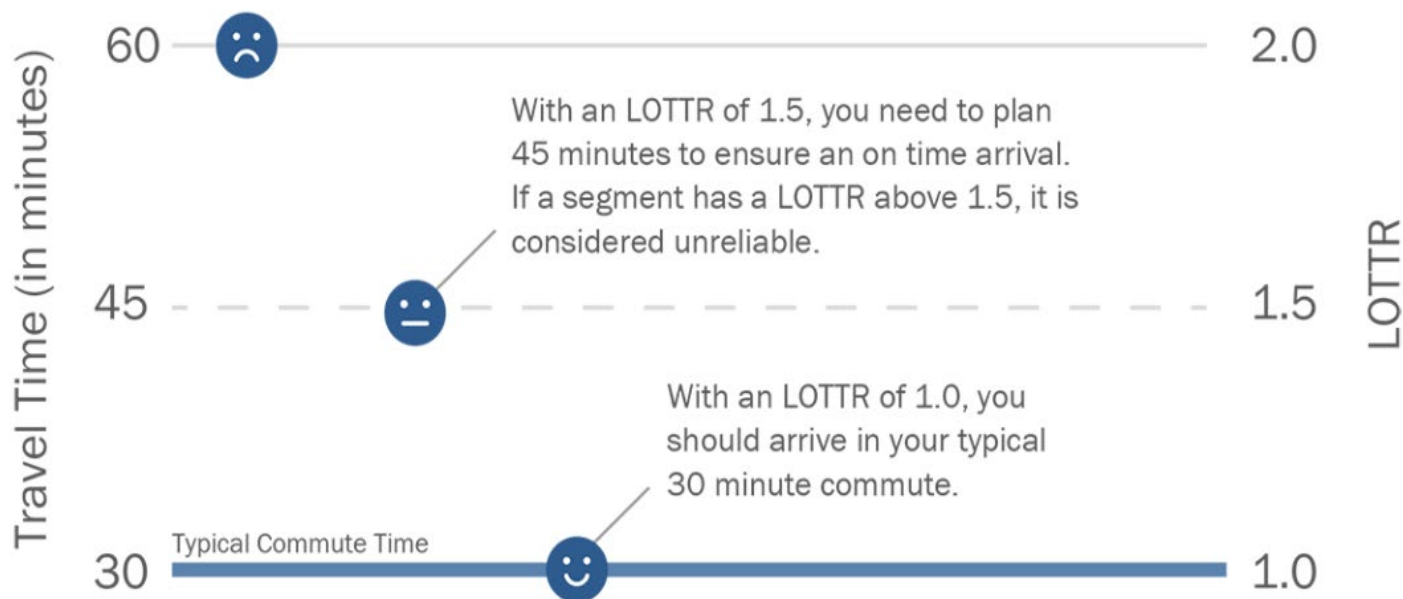 Travel Time (in minutes)
60
2.0
With an LOTTR of 1.5, you need to plan
45 minutes to ensure an on time arrival.
If a segment has a LOTTR above 1.5, it is
considered unreliable.
45
1.5
LOTTR
With an LOTTR of 1.0, you
should arrive in your typical
30 minute commute.
Typical Commute Time
30
1.0